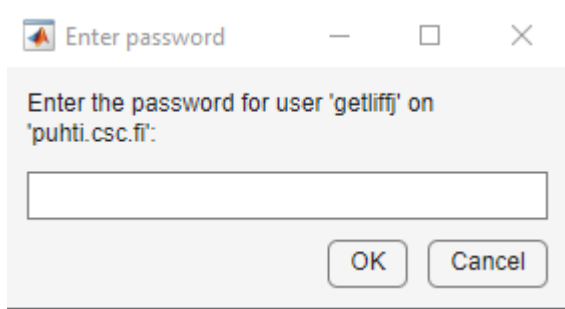 Enter password
Enter the password for user 'getliffj' on
'puhti.csc.fi':
OK
Cancel